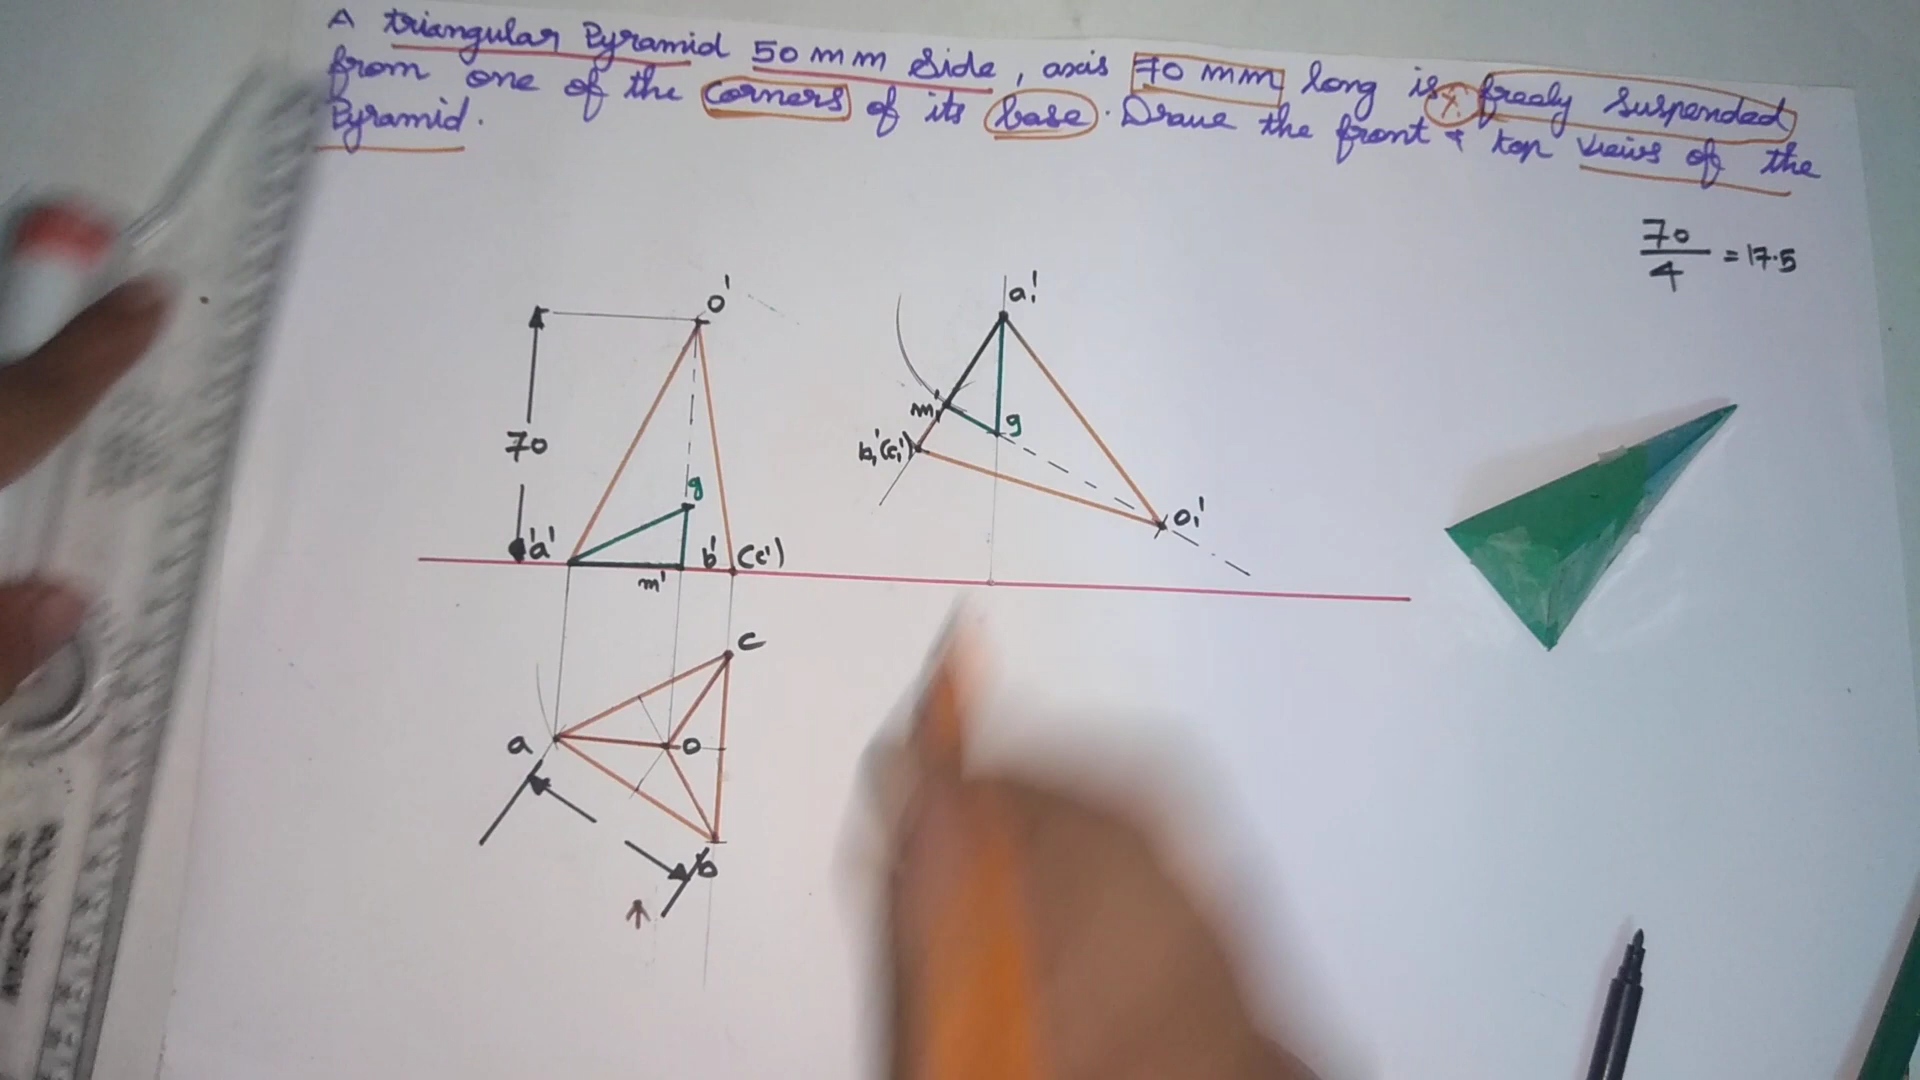 A triangular Pyramid 50 mm side, axis 70 mm long is freely suspended
from one of the corners of its base. Draw the front & top views of the
Pyramid.
70
4
= 17.5
o'
a'
70
g
m'
g
b'(c')
o'
a'
m'
b'
(c')
c
a
o
b